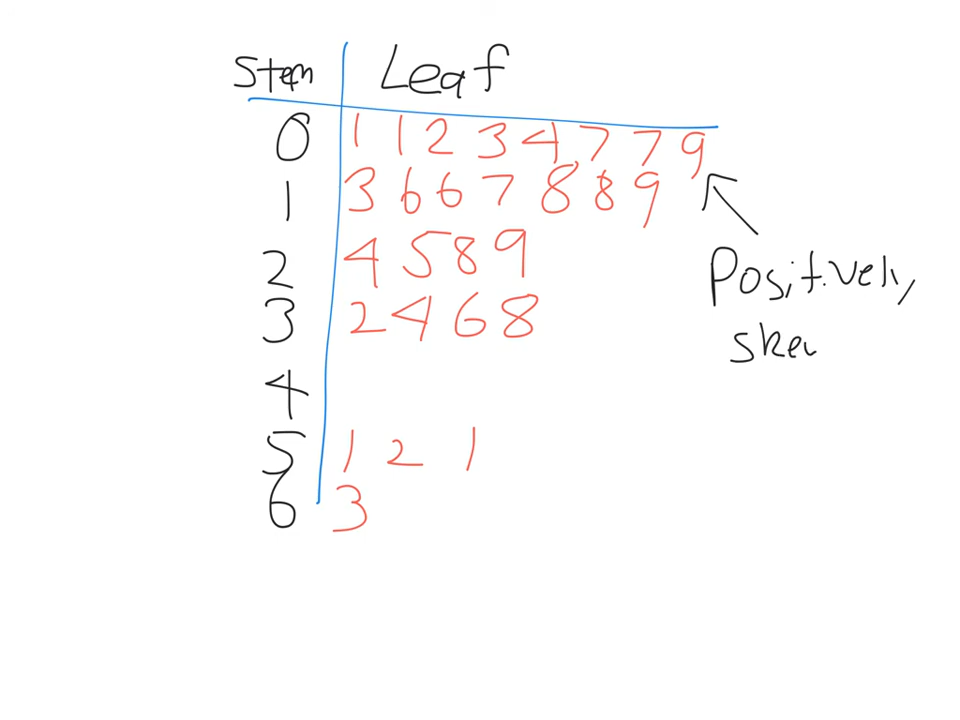 Stem Leaf
0 1 1 2 3 4 7 7 9
1 3 6 6 7 8 8 9
2 4 5 8 9
3 2 4 6 8
4
5 1 2 1
6 3
Positively
skew